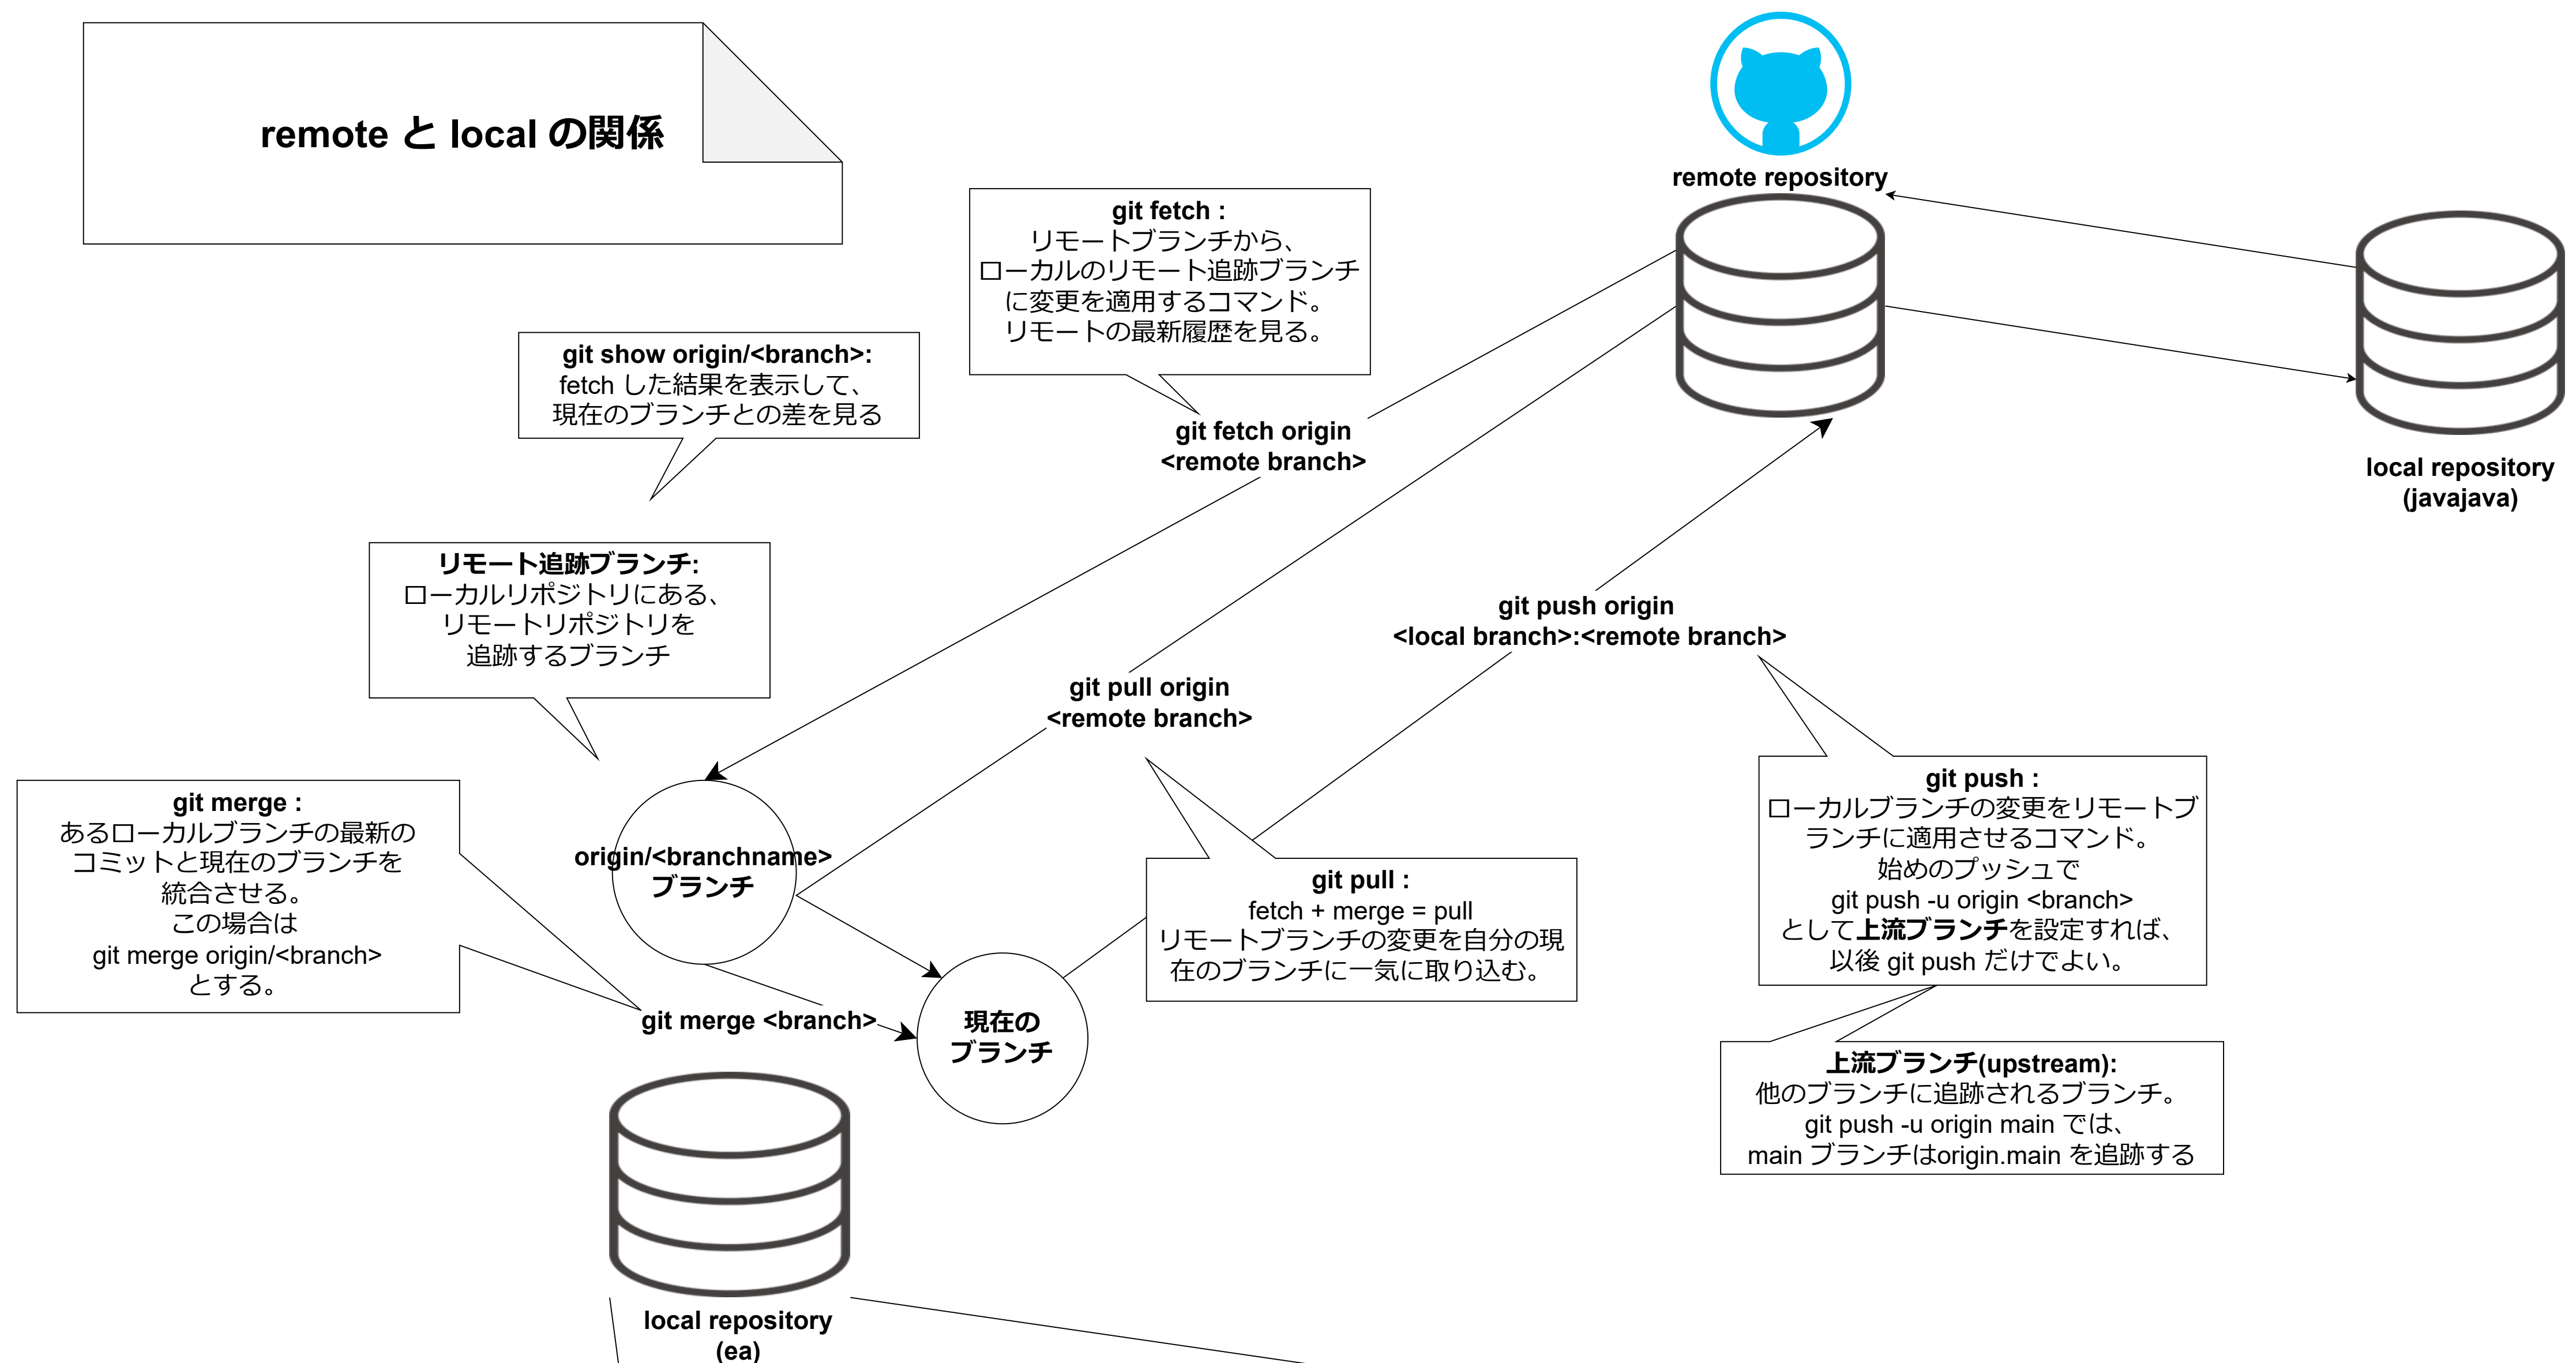 remote と local の関係
remote repository
git fetch :
リモートブランチから、
ローカルのリモート追跡ブランチ
に変更を適用するコマンド。
リモートの最新履歴を見る。
git show origin/<branch>:
fetch した結果を表示して、
現在のブランチとの差を見る
git fetch origin
<remote branch>
local repository
(javajava)
リモート追跡ブランチ:
ローカルリポジトリにある、
リモートリポジトリを
追跡するブランチ
git push origin
<local branch>:<remote branch>
git pull origin
<remote branch>
git merge :
あるローカルブランチの最新の
コミットと現在のブランチを
統合させる。
この場合は
git merge origin/<branch>
とする。
origin/<branchname>
ブランチ
git pull :
fetch + merge = pull
リモートブランチの変更を自分の現
在のブランチに一気に取り込む。
git push :
ローカルブランチの変更をリモートブ
ランチに適用させるコマンド。
始めのプッシュで
git push -u origin <branch>
として上流ブランチを設定すれば、
以後 git push だけでよい。
git merge <branch>
現在の
ブランチ
上流ブランチ(upstream):
他のブランチに追跡されるブランチ。
git push -u origin main では、
main ブランチはorigin.main を追跡する
local repository
(ea)